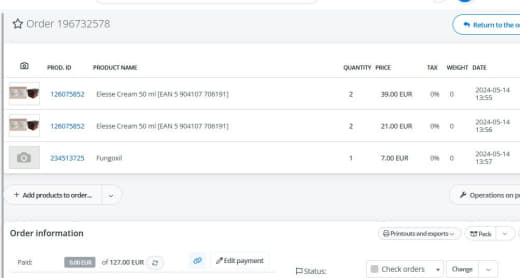 Order 196732578
Return to the o
PROD. ID PRODUCT NAME QUANTITY PRICE TAX WEIGHT DATE
126075852 Elesse Cream 50 ml [EAN 5 904107 706191] 2 39.00 EUR 0% 0 2024-05-14
13:55
126075852 Elesse Cream 50 ml [EAN 5 904107 706191] 2 21.00 EUR 0% 0 2024-05-14
13:56
234513725 Fungoxil 1 7.00 EUR 0% 0 2024-05-14
13:57
+ Add products to order... Operations on p
Order information Printouts and exports Pack
Paid: 0.00 EUR of 127.00 EUR Edit payment
Status: Check orders Change